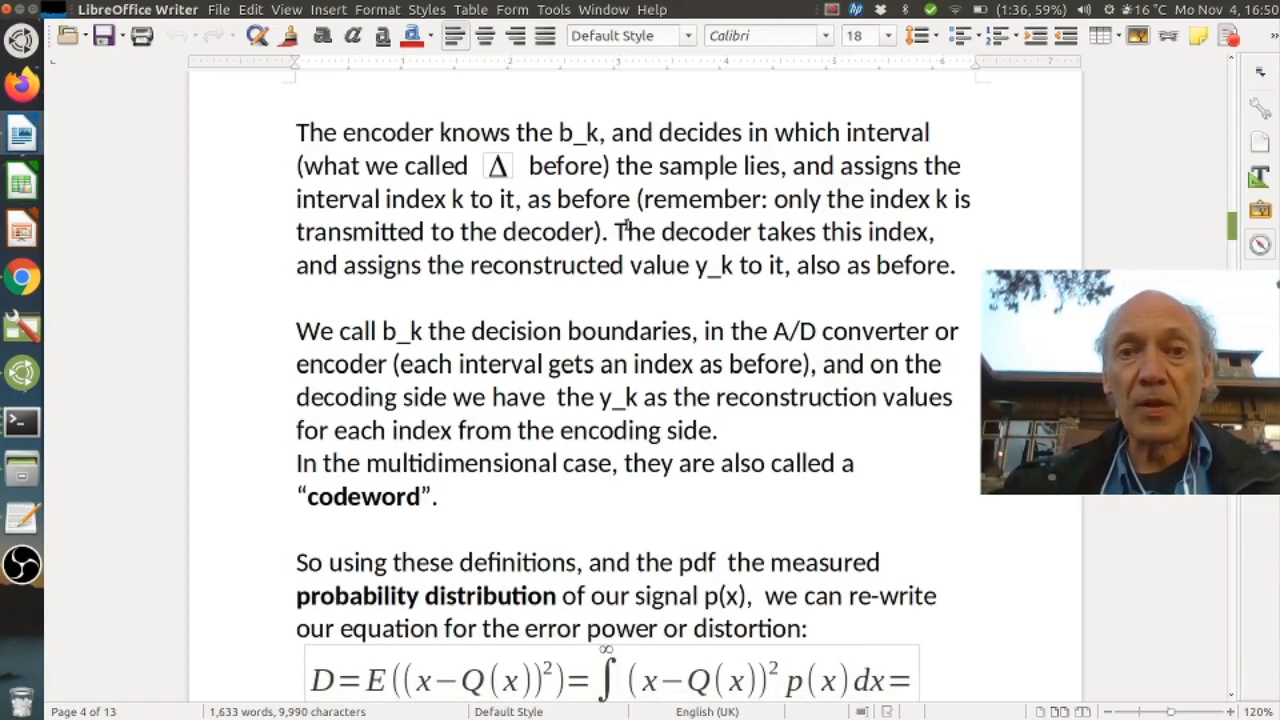 LibreOffice Writer File Edit View Insert Format Styles Table Form Tools Window Help (1:36, 59%) 16 °C Mo Nov 4, 16:50
Default Style Calibri 18
1 2 3 4 5 6 7
The encoder knows the b_k, and decides in which interval
(what we called Δ before) the sample lies, and assigns the
interval index k to it, as before (remember: only the index k is
transmitted to the decoder). The decoder takes this index,
and assigns the reconstructed value y_k to it, also as before.
We call b_k the decision boundaries, in the A/D converter or
encoder (each interval gets an index as before), and on the
decoding side we have the y_k as the reconstruction values
for each index from the encoding side.
In the multidimensional case, they are also called a
“codeword”.
So using these definitions, and the pdf the measured
probability distribution of our signal p(x), we can re-write
our equation for the error power or distortion:
D=E((x−Q(x))²)=∫^∞ (x−Q(x))² p(x)dx=
Page 4 of 13 1,633 words, 9,990 characters Default Style English (UK) 120%